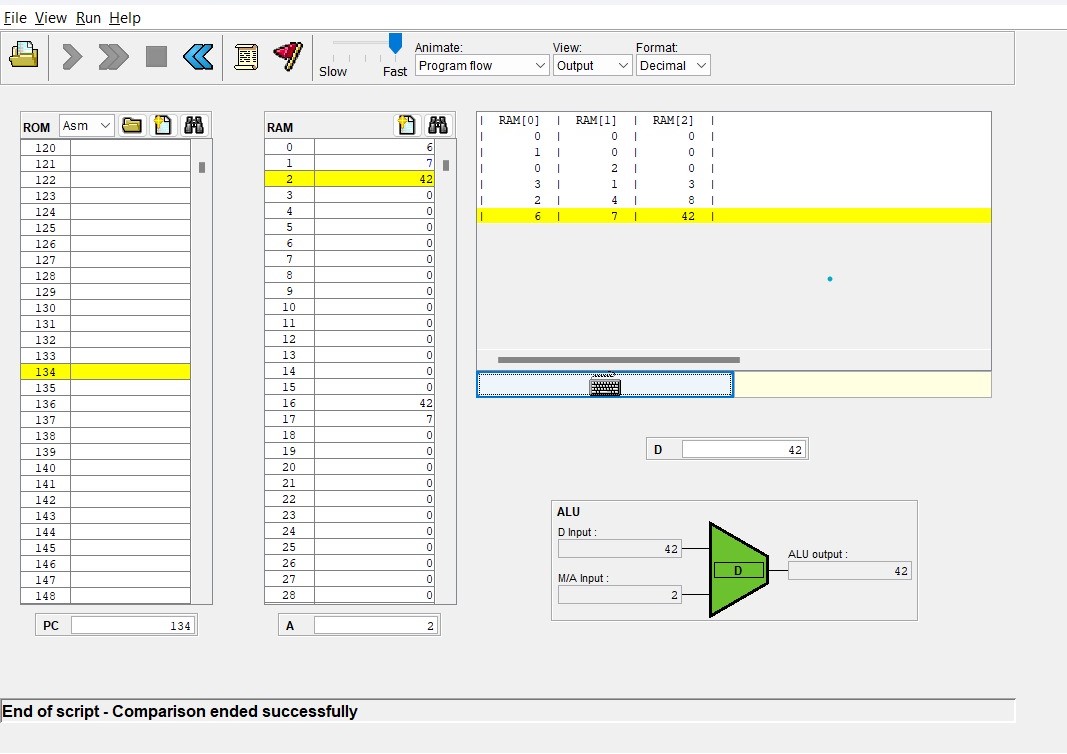 File View Run Help
Slow Fast
Animate: View: Format:
Program flow Output Decimal
ROM Asm
120
121
122
123
124
125
126
127
128
129
130
131
132
133
134
135
136
137
138
139
140
141
142
143
144
145
146
147
148
PC 134
RAM
0 6
1 7
2 42
3 0
4 0
5 0
6 0
7 0
8 0
9 0
10 0
11 0
12 0
13 0
14 0
15 0
16 42
17 7
18 0
19 0
20 0
21 0
22 0
23 0
24 0
25 0
26 0
27 0
28 0
A 2
| RAM[0] | RAM[1] | RAM[2] |
| 0 | 0 | 0 |
| 1 | 0 | 0 |
| 0 | 2 | 0 |
| 3 | 1 | 3 |
| 2 | 4 | 8 |
| 6 | 7 | 42 |
D 42
ALU
D Input :
42
M/A Input :
2
D
ALU output :
42
End of script - Comparison ended successfully